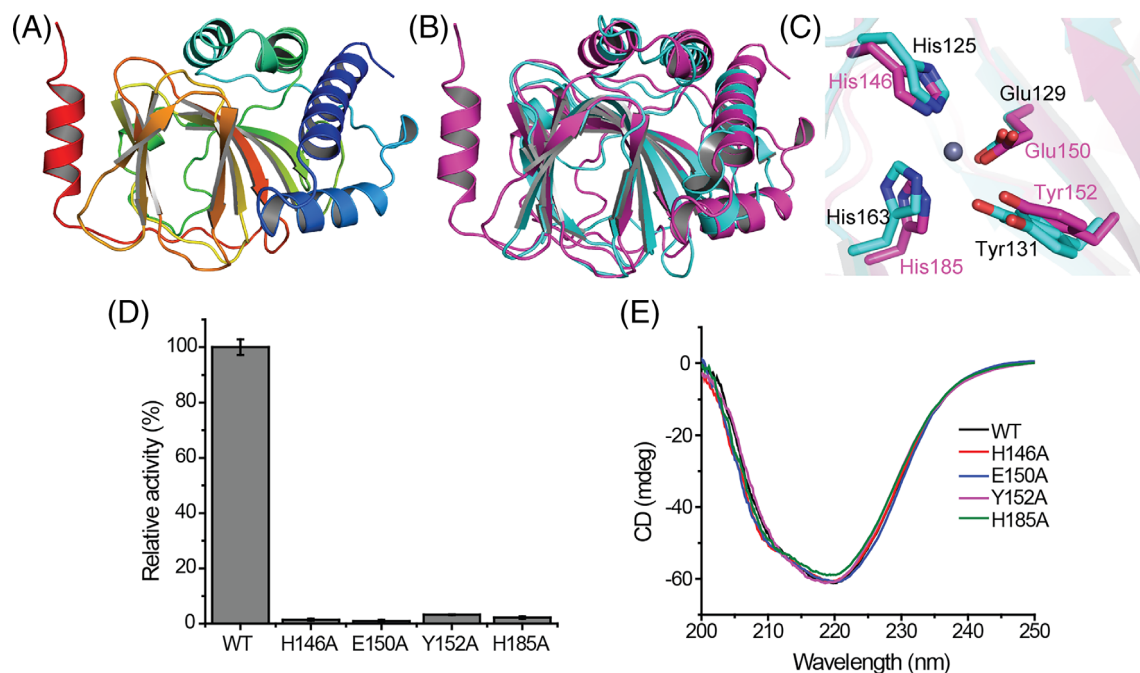 (A)
(B)
(C)
His125
His146
Glu129
Glu150
Tyr152
His163
His185
Tyr131
(D)
Relative activity (%)
100
80
60
40
20
0
WT H146A E150A Y152A H185A
(E)
CD (mdeg)
0
-20
-40
-60
WT
H146A
E150A
Y152A
H185A
200 210 220 230 240 250
Wavelength (nm)